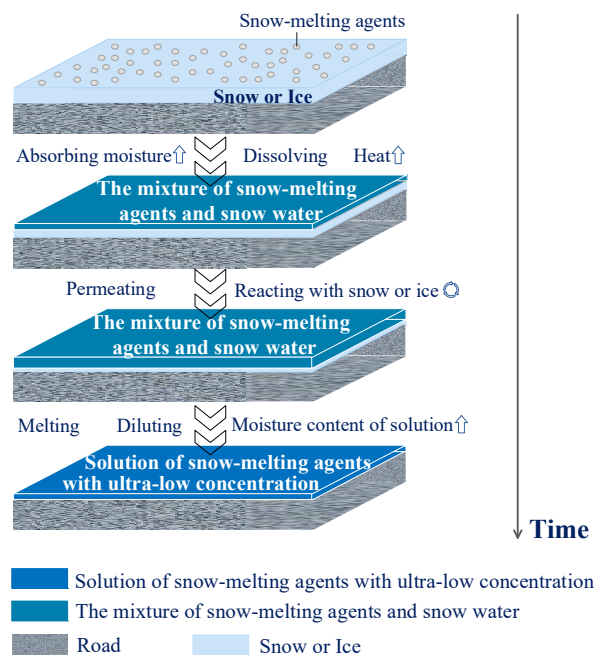 Snow-melting agents
Snow or Ice
Absorbing moisture Dissolving Heat
The mixture of snow-melting
agents and snow water
Permeating Reacting with snow or ice
The mixture of snow-melting
agents and snow water
Melting Diluting Moisture content of solution
Solution of snow-melting agents
with ultra-low concentration
Time
Solution of snow-melting agents with ultra-low concentration
The mixture of snow-melting agents and snow water
Road Snow or Ice